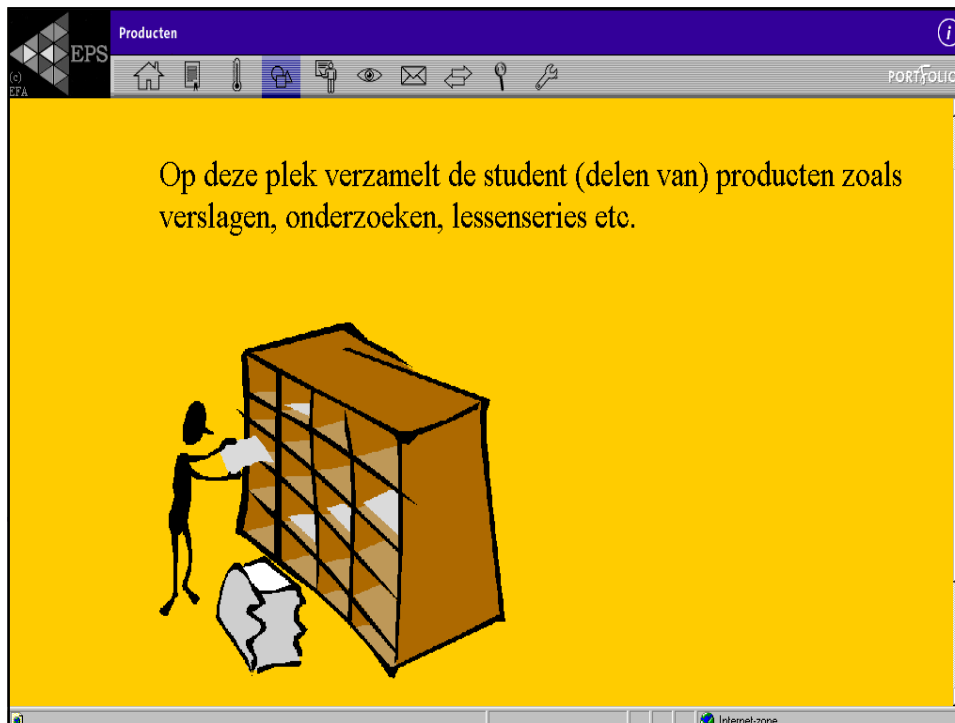 Producten
EPS
(c)
EFA
PORTFOLIO
Op deze plek verzamelt de student (delen van) producten zoals
verslagen, onderzoeken, lessenseries etc.
Internet-zone